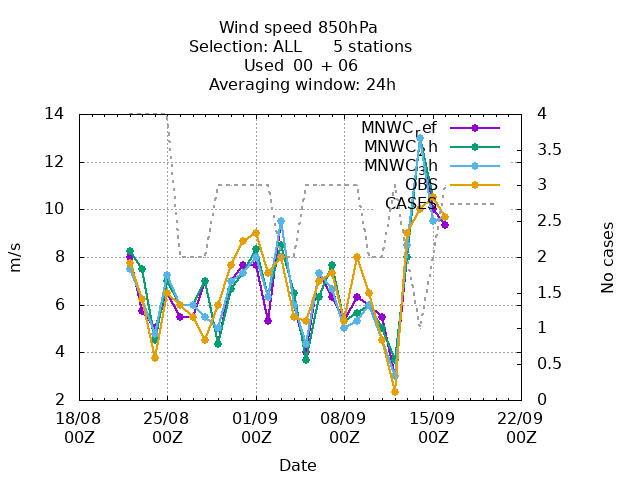 Wind speed 850hPa
Selection: ALL 5 stations
Used 00 + 06
Averaging window: 24h
14
12
10
8
6
4
2
m/s
4
3.5
3
2.5
2
1.5
1
0.5
0
No cases
MNWC_ref
MNWC_h
MNWC_3h
OBS
CASES
18/08 25/08 01/09 08/09 15/09 22/09
00Z 00Z 00Z 00Z 00Z 00Z
Date